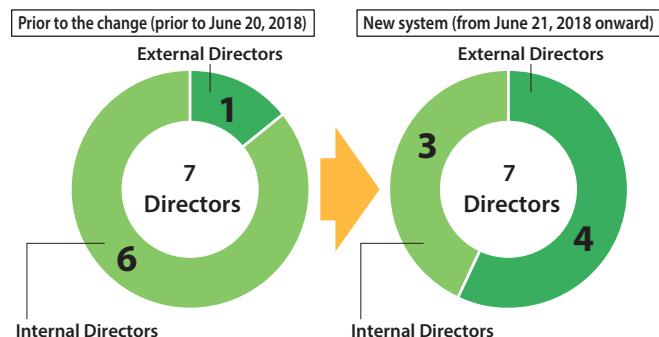 Prior to the change (prior to June 20, 2018)
External Directors
1
7
Directors
6
Internal Directors
New system (from June 21, 2018 onward)
External Directors
3
7
Directors
4
Internal Directors